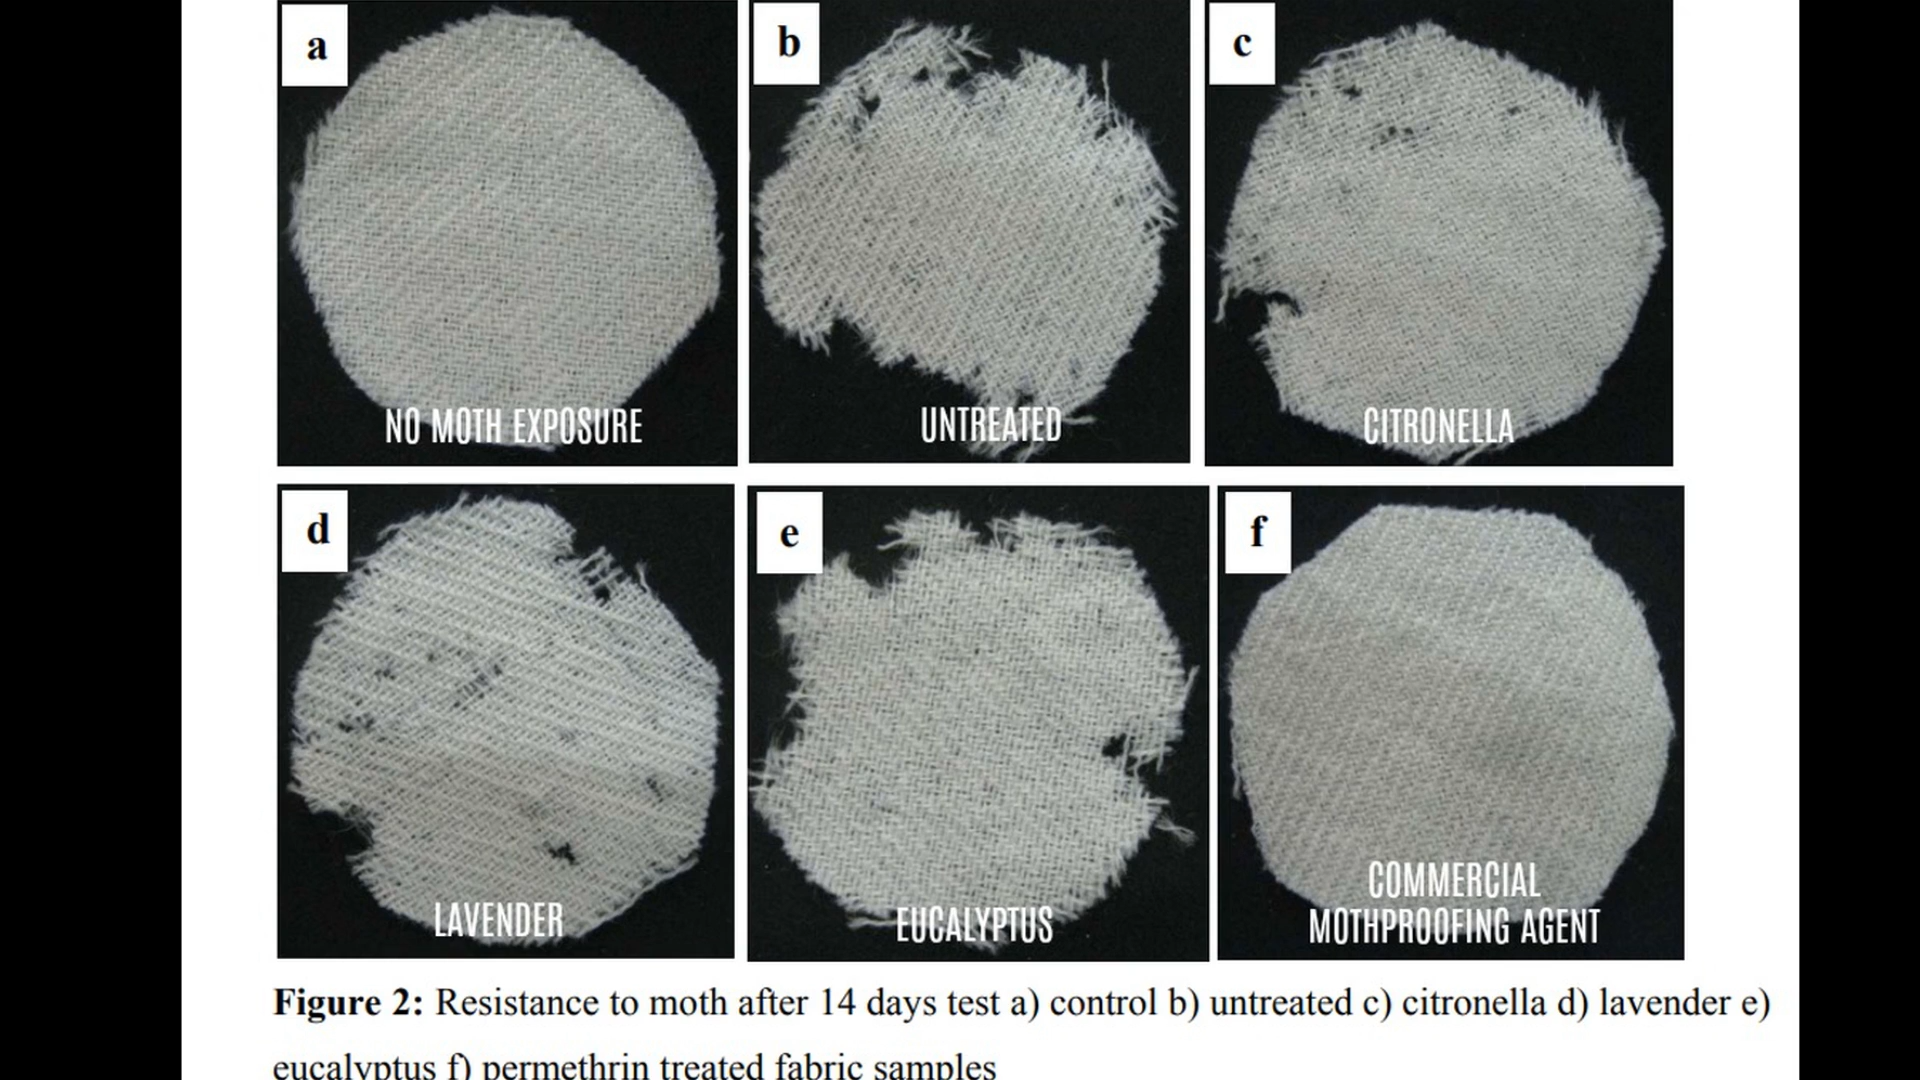 a
b
c
NO MOTH EXPOSURE
UNTREATED
CITRONELLA
d
e
f
LAVENDER
EUCALYPTUS
COMMERCIAL
MOTHPROOFING AGENT
Figure 2: Resistance to moth after 14 days test a) control b) untreated c) citronella d) lavender e)
eucalyptus f) permethrin treated fabric samples